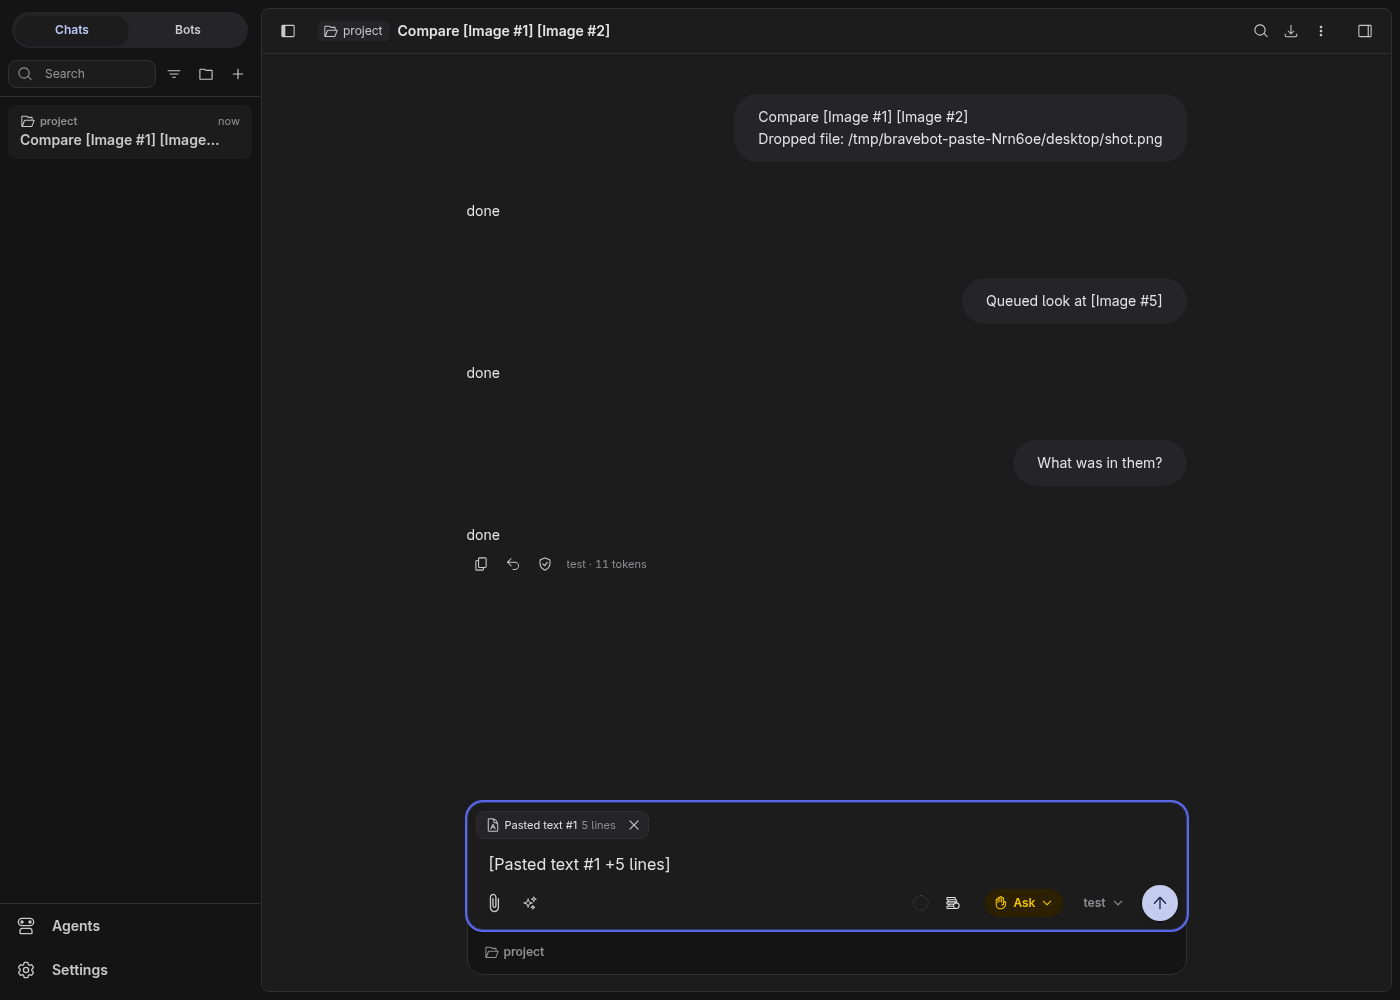 Chats
Bots
Search
project
now
Compare [Image #1] [Image...
Agents
Settings
project
Compare [Image #1] [Image #2]
Compare [Image #1] [Image #2]
Dropped file: /tmp/bravebot-paste-Nrn6oe/desktop/shot.png
done
Queued look at [Image #5]
done
What was in them?
done
test · 11 tokens
Pasted text #1 5 lines
[Pasted text #1 +5 lines]
Ask
test
project